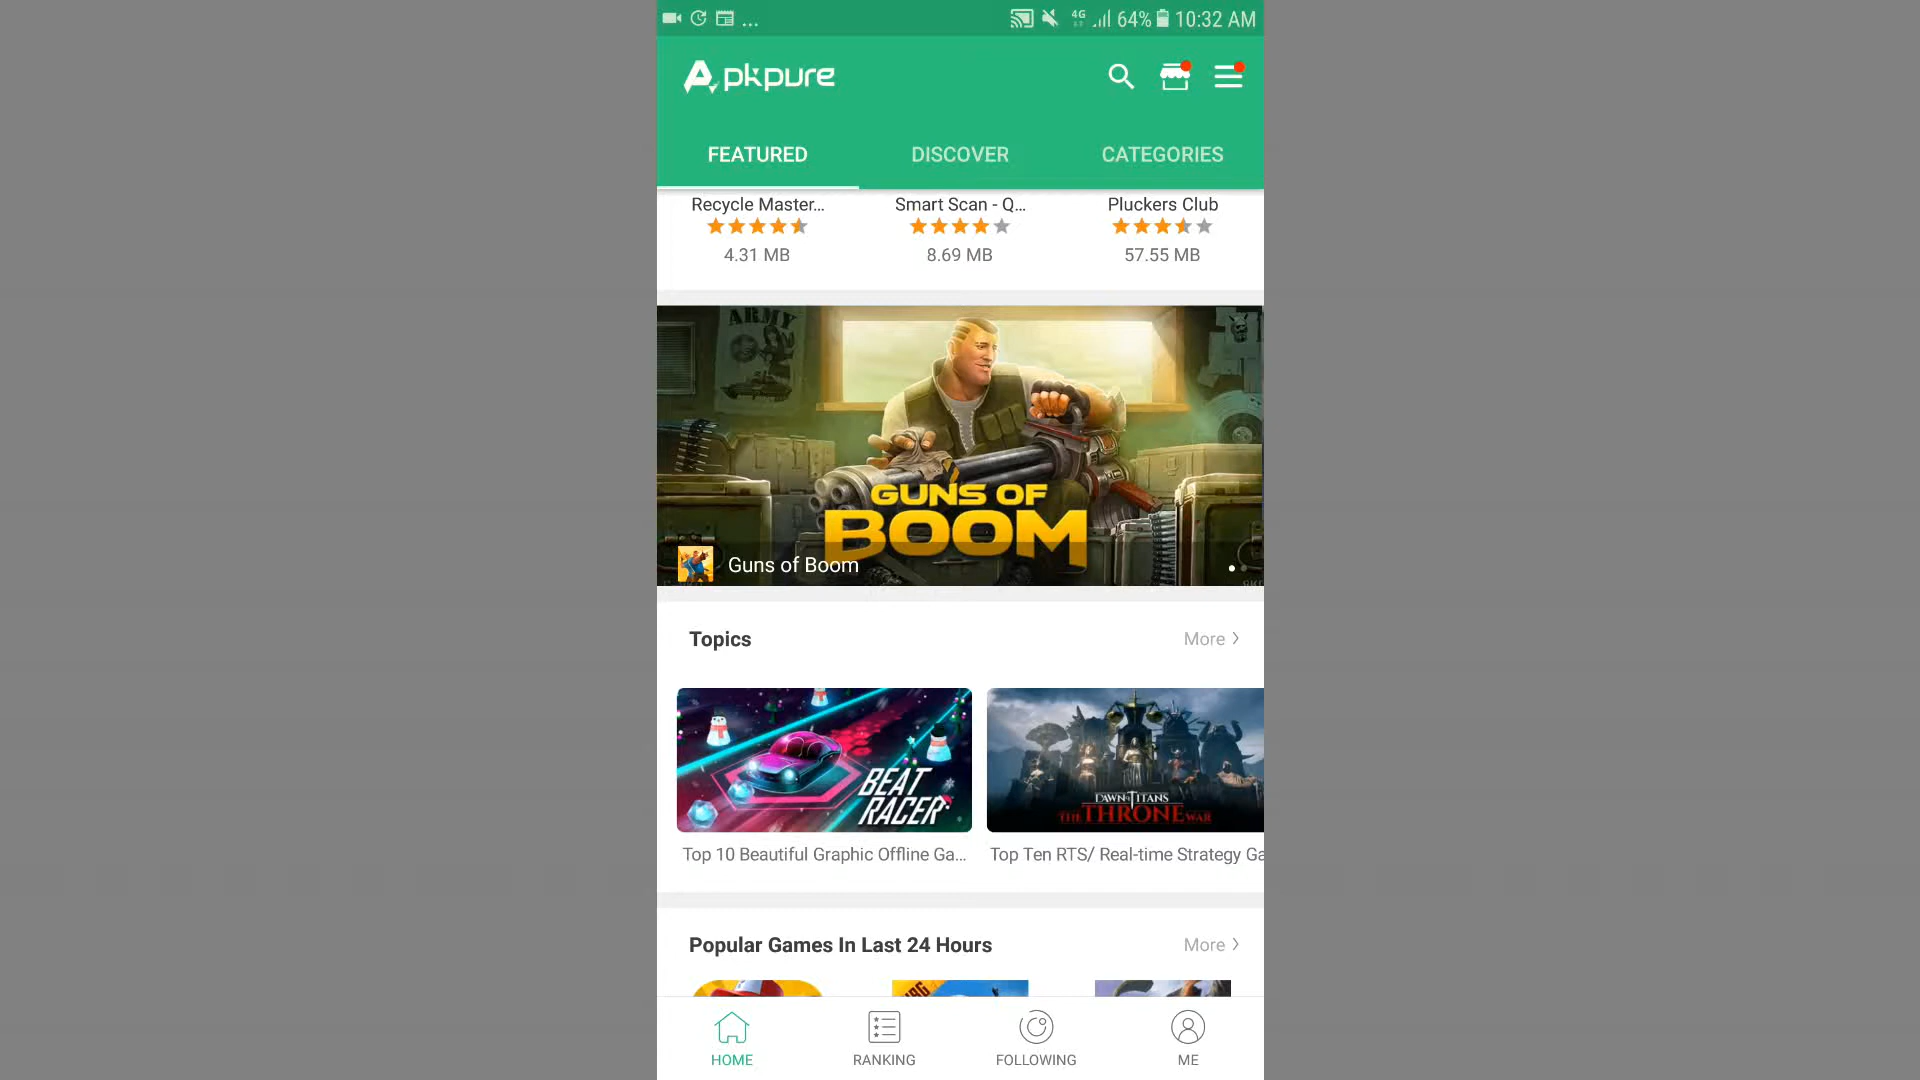 ... 4G 64% 10:32 AM
Apkpure
FEATURED DISCOVER CATEGORIES
Recycle Master... Smart Scan - Q... Pluckers Club
4.31 MB 8.69 MB 57.55 MB
ARMY
GUNS OF
BOOM
Guns of Boom
Topics More
BEAT
RACER
DAWN OF TITANS
THE THRONE WAR
Top 10 Beautiful Graphic Offline Ga... Top Ten RTS/ Real-time Strategy Ga
Popular Games In Last 24 Hours More
HOME RANKING FOLLOWING ME